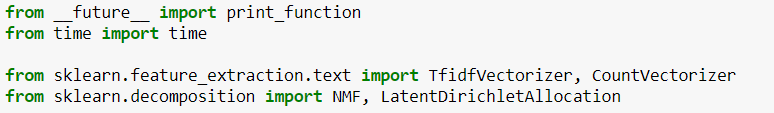 from __future__ import print_function
from time import time
from sklearn.feature_extraction.text import TfidfVectorizer, CountVectorizer
from sklearn.decomposition import NMF, LatentDirichletAllocation